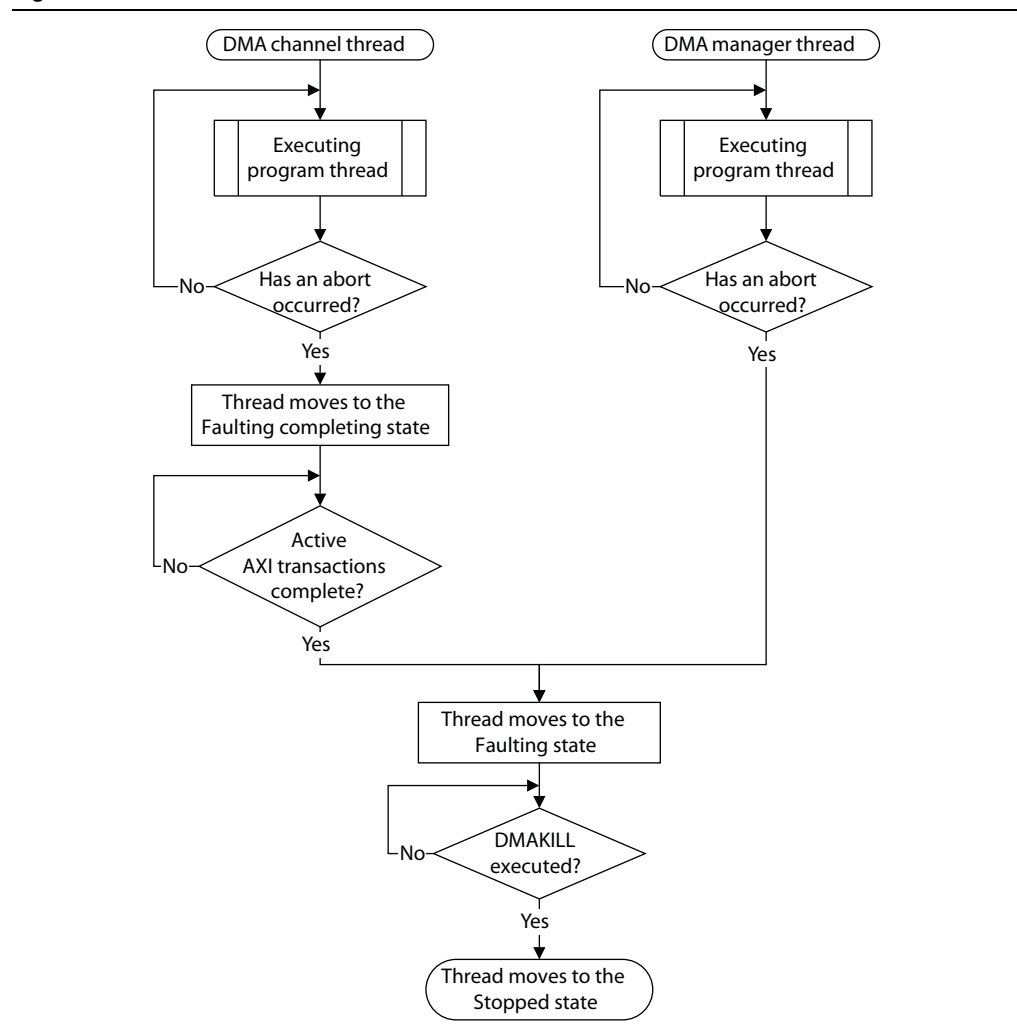 DMA channel thread
DMA manager thread
Executing
program thread
Executing
program thread
Has an abort
occurred?
No
Has an abort
occurred?
No
Yes
Yes
Thread moves to the
Faulting completing state
Active
AXI transactions
complete?
No
Yes
Thread moves to the
Faulting state
DMAKILL
executed?
No
Yes
Thread moves to the
Stopped state